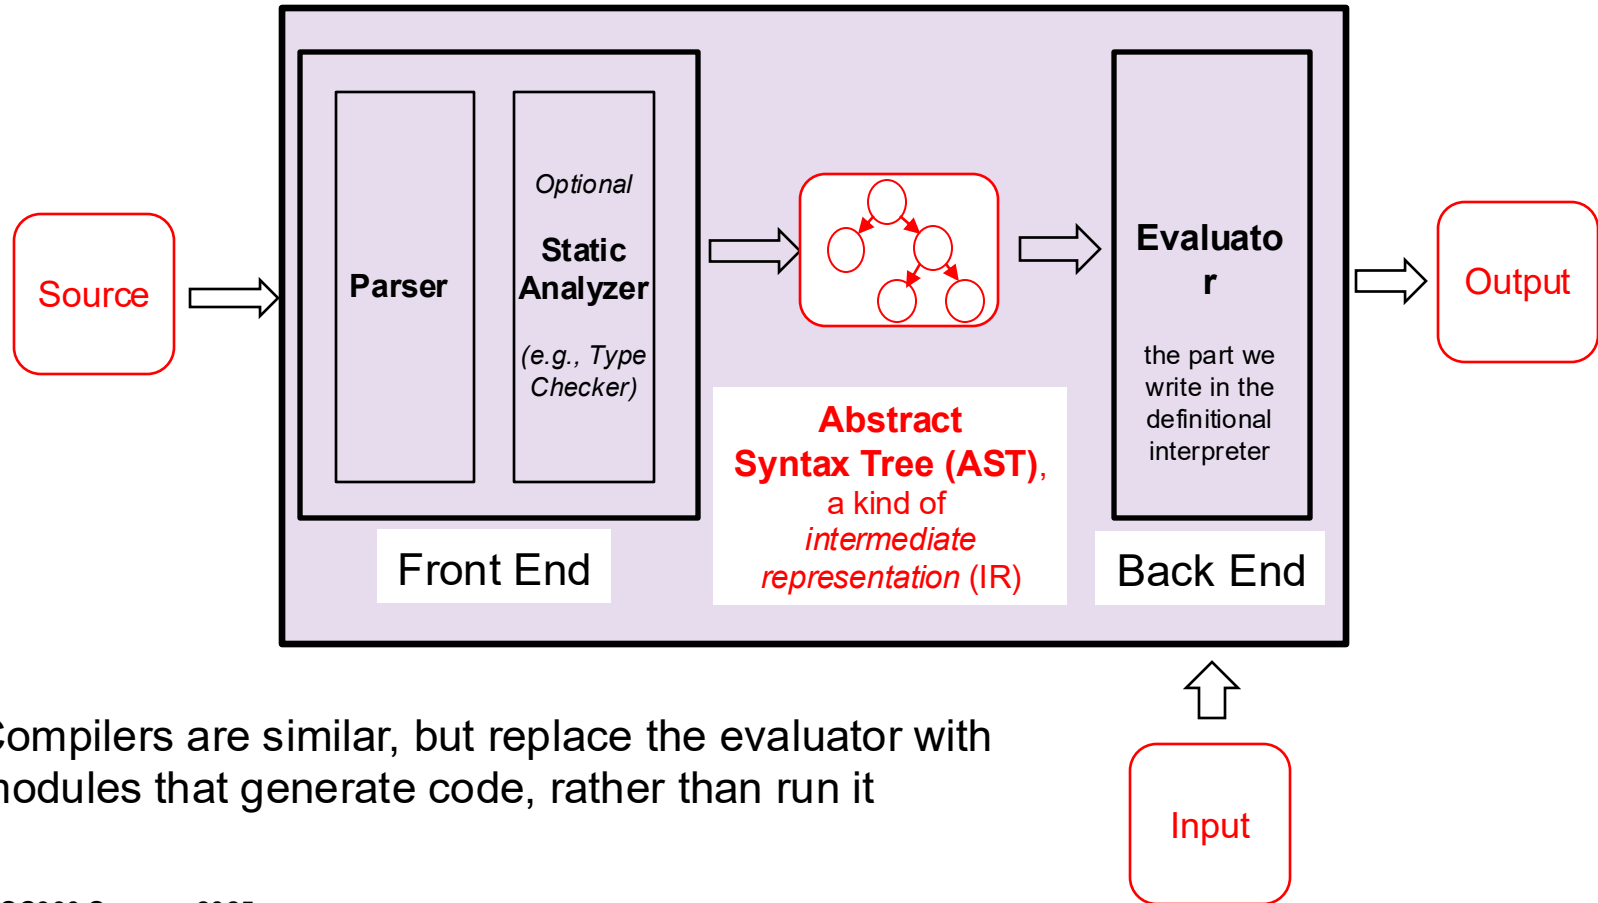 Source
Parser
Optional
Static
Analyzer
(e.g., Type
Checker)
Front End
Abstract
Syntax Tree (AST),
a kind of
intermediate
representation (IR)
Evaluato
r
the part we
write in the
definitional
interpreter
Back End
Output
Input
Compilers are similar, but replace the evaluator with
modules that generate code, rather than run it